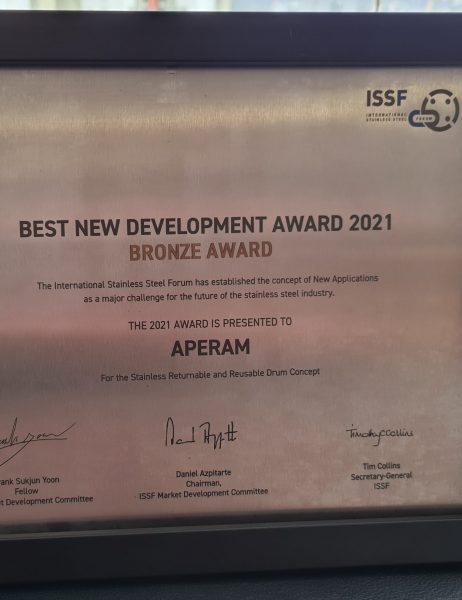 ISSF
INTERNATIONAL
STAINLESS STEEL
FORUM
BEST NEW DEVELOPMENT AWARD 2021
BRONZE AWARD
The International Stainless Steel Forum has established the concept of New Applications
as a major challenge for the future of the stainless steel industry.
THE 2021 AWARD IS PRESENTED TO
APERAM
For the Stainless Returnable and Reusable Drum Concept
Sukjun Yoon
Fellow
Development Committee
Daniel Azpitarte
Chairman,
ISSF Market Development Committee
TimothyCCollins
Tim Collins
Secretary-General
ISSF